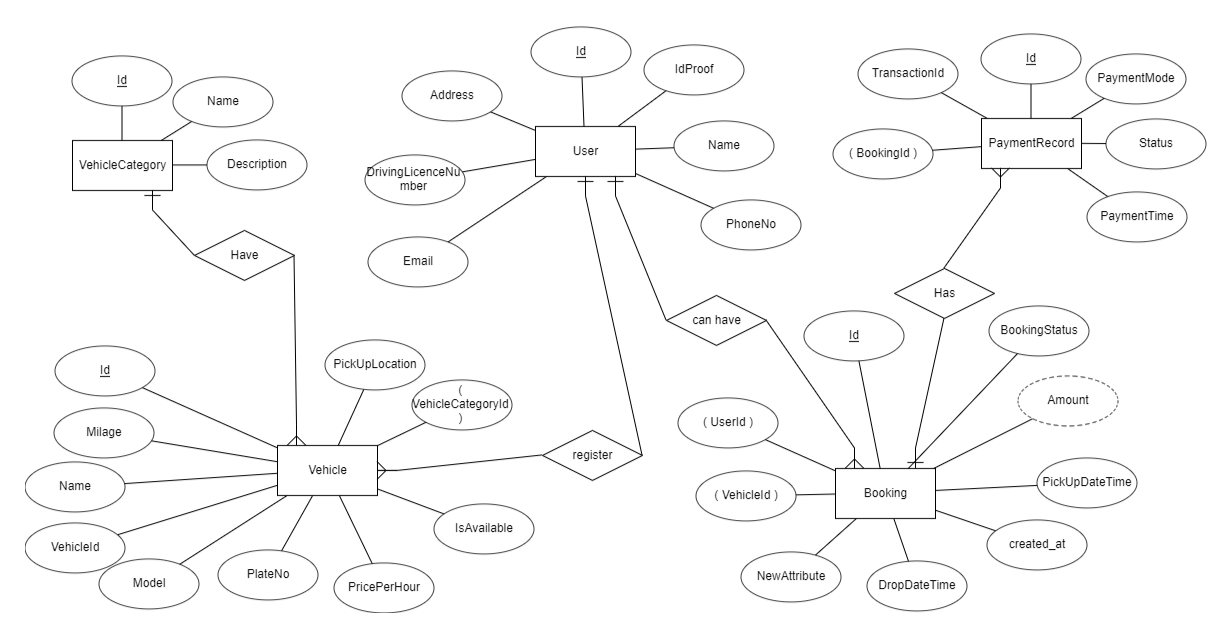 Id
Name
Description
VehicleCategory
Have
Id
IdProof
Address
Name
User
DrivingLicenceNu
mber
PhoneNo
Email
can have
register
Id
TransactionId
PaymentMode
( BookingId )
PaymentRecord
Status
PaymentTime
Has
Id
PickUpLocation
(
VehicleCategoryId
)
Milage
Name
Vehicle
VehicleId
IsAvailable
Model
PlateNo
PricePerHour
Id
BookingStatus
Amount
( UserId )
( VehicleId )
Booking
PickUpDateTime
created_at
NewAttribute
DropDateTime